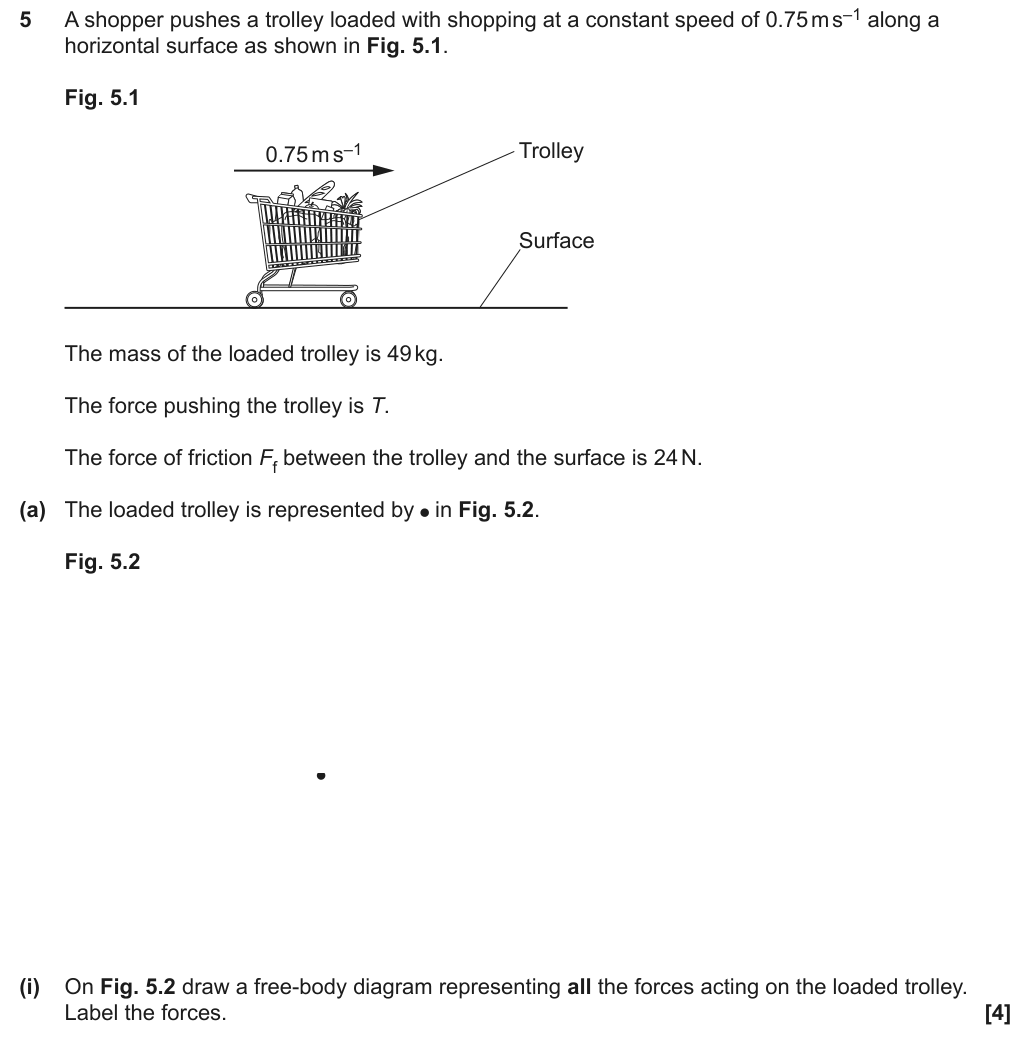 5 A shopper pushes a trolley loaded with shopping at a constant speed of 0.75 m s⁻¹ along a
horizontal surface as shown in Fig. 5.1.
Fig. 5.1
0.75 m s⁻¹
Trolley
Surface
The mass of the loaded trolley is 49 kg.
The force pushing the trolley is T.
The force of friction F_f between the trolley and the surface is 24 N.
(a) The loaded trolley is represented by • in Fig. 5.2.
Fig. 5.2
(i) On Fig. 5.2 draw a free-body diagram representing all the forces acting on the loaded trolley.
Label the forces. [4]